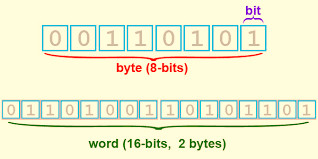 bit
0 0 1 1 0 1 0 1
byte (8-bits)
0 1 1 0 1 0 0 1 1 0 1 0 1 1 0 1
word (16-bits, 2 bytes)